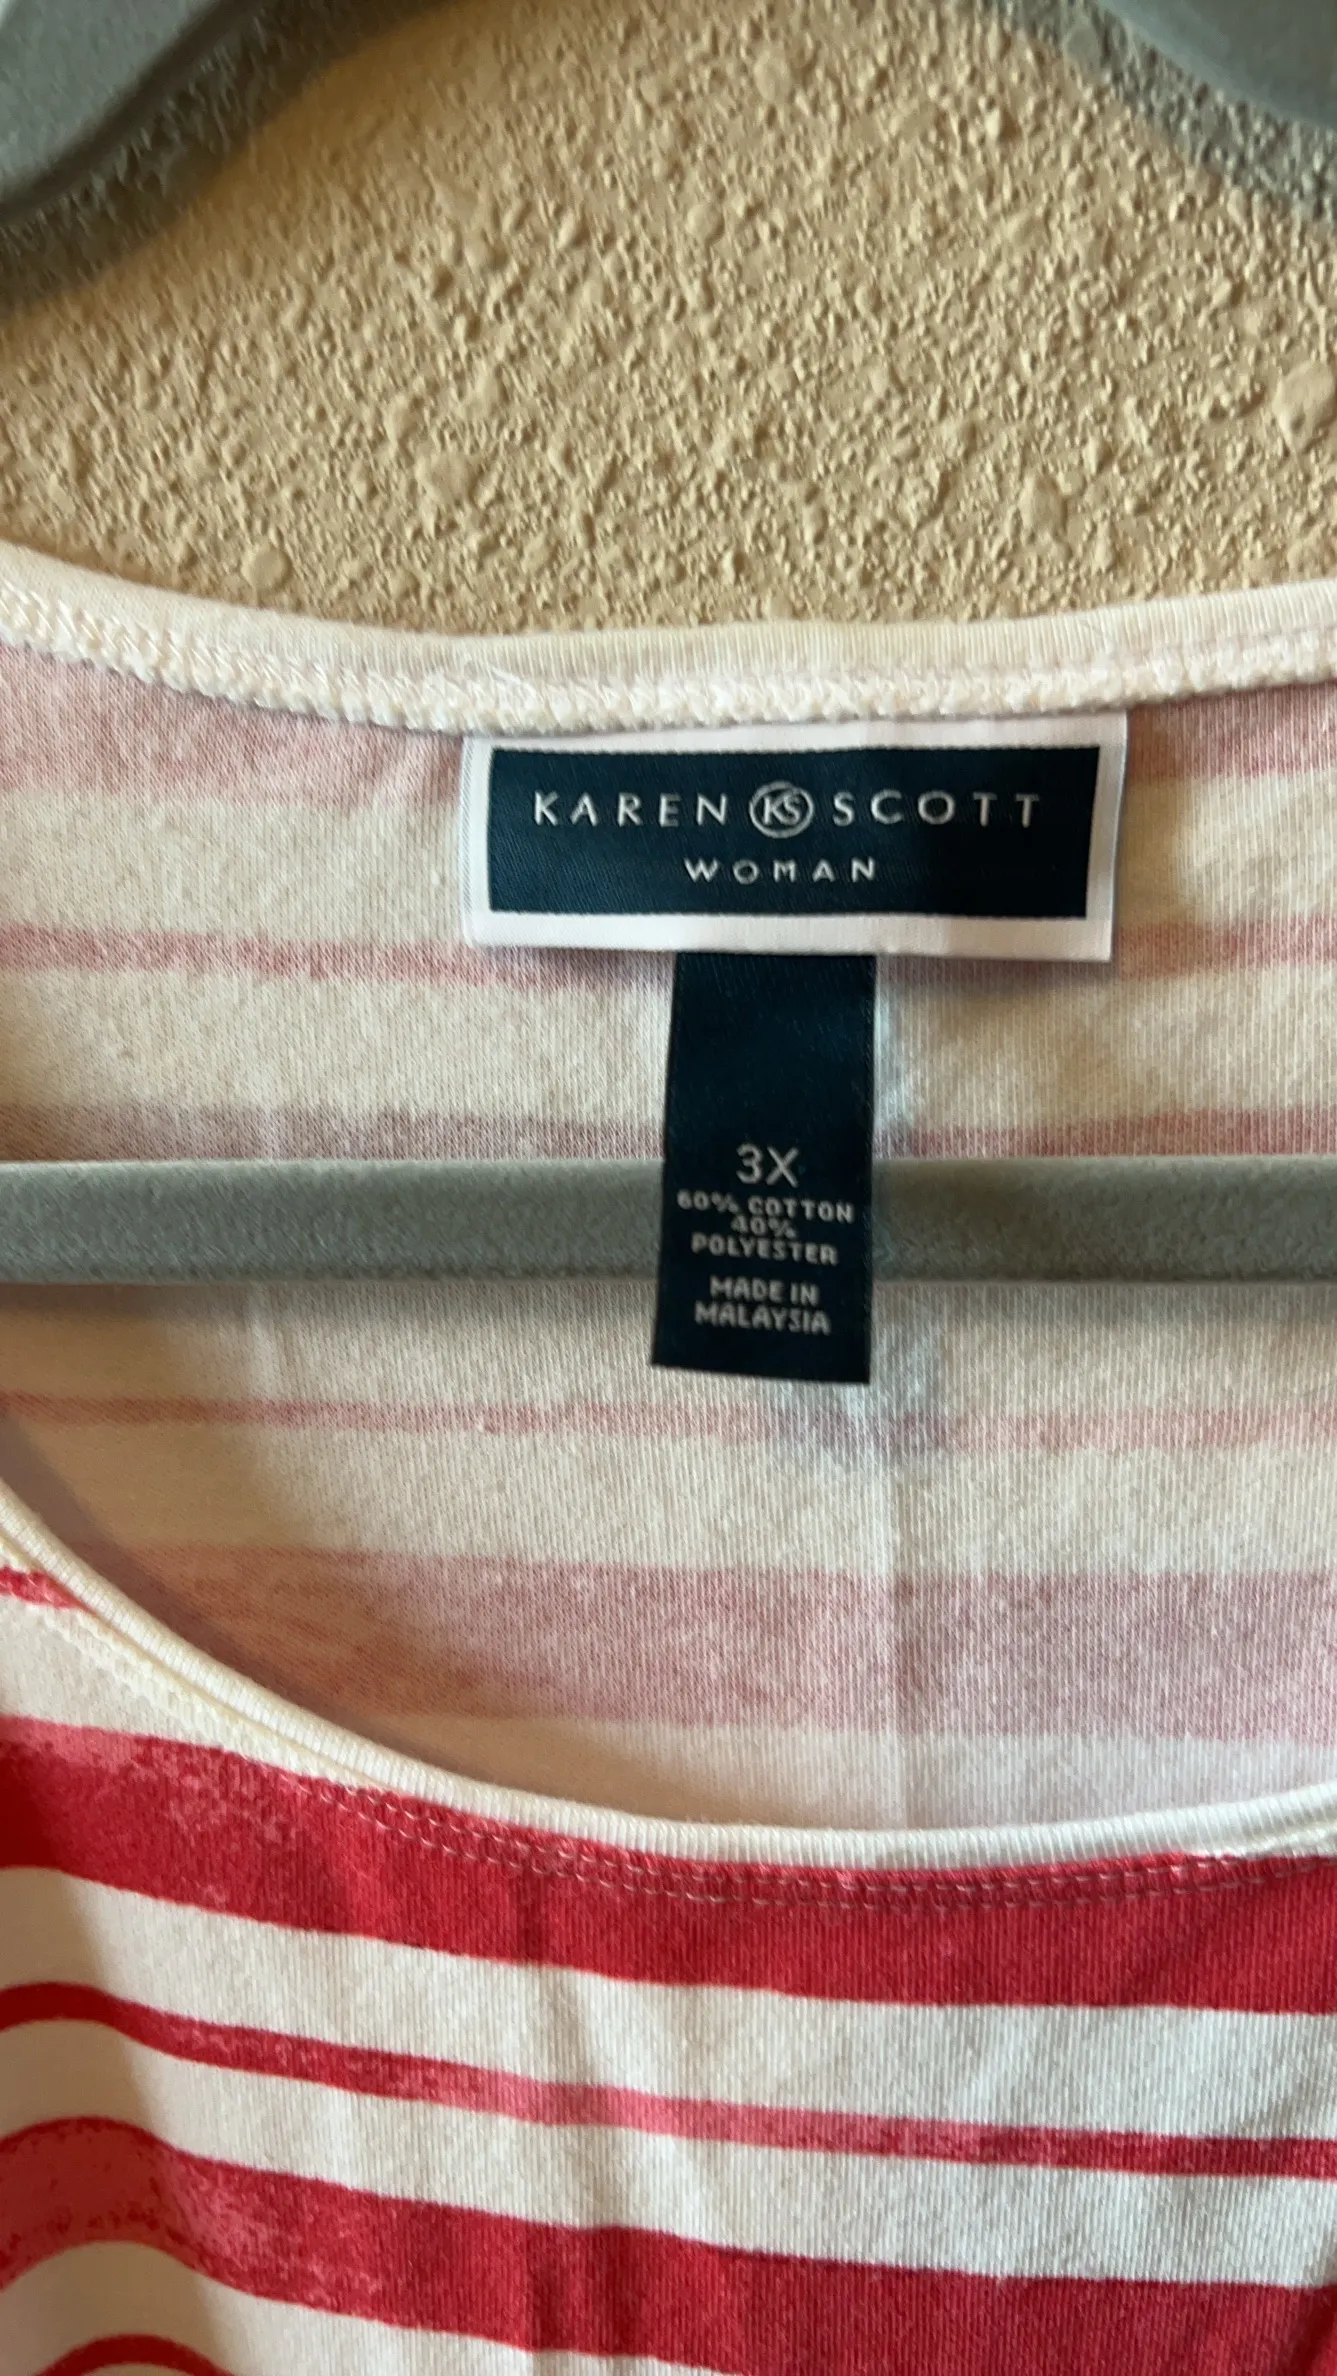 KAREN KS SCOTT
WOMAN
3X
60% COTTON
40%
POLYESTER
MADE IN
MALAYSIA